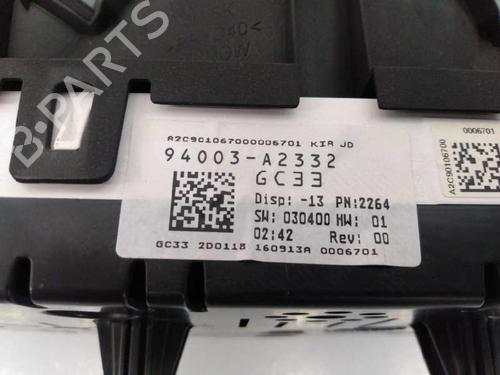 A2C901067000006701 KIA JD
94003-A2332
GC33
Disp: -13 PN:2264
SW: 030400 HW: 01
02:42 Rev: 00
GC33 2D0118 160913A 0006701
0006701
A2C90106700
B-PARTS